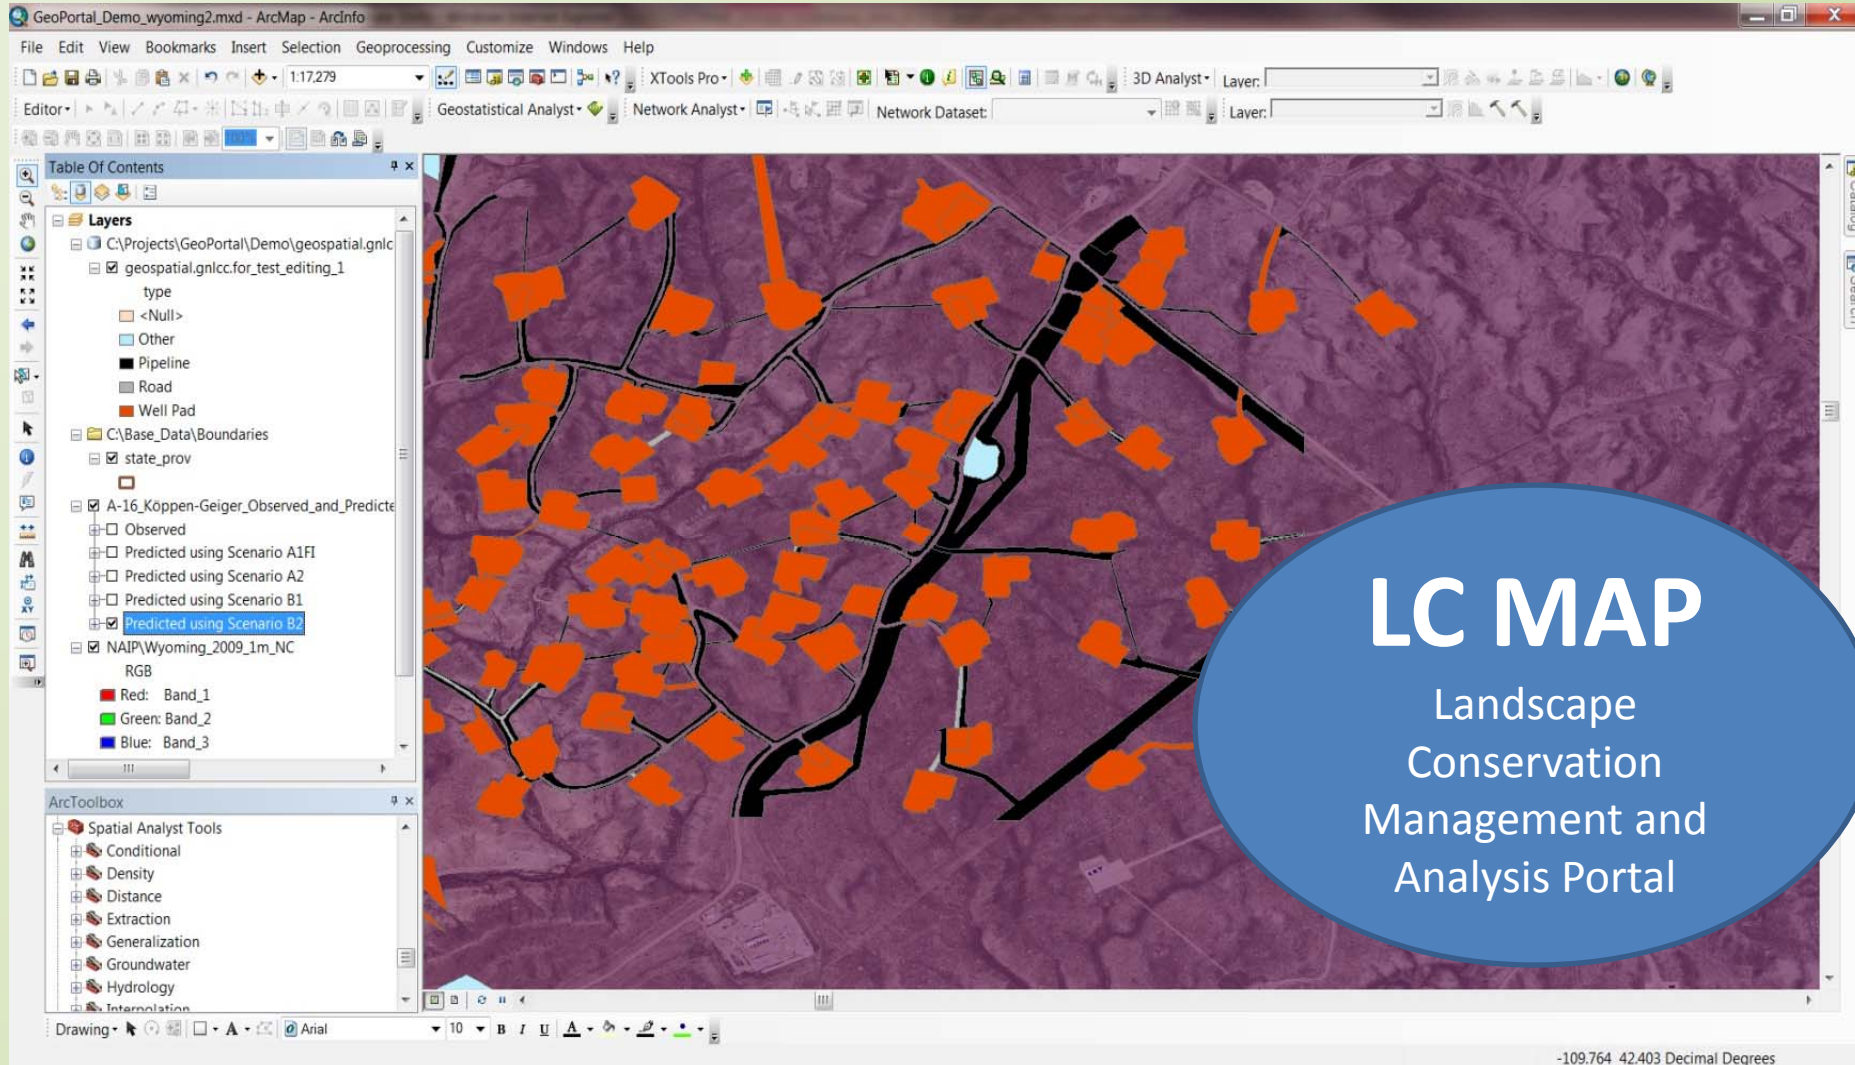 GeoPortal_Demo_wyoming2.mxd - ArcMap - ArcInfo
File Edit View Bookmarks Insert Selection Geoprocessing Customize Windows Help
1:17,279 XTools Pro 3D Analyst Layer:
Editor Geostatistical Analyst Network Analyst Network Dataset: Layer:
100%
Table Of Contents
Layers
C:\Projects\GeoPortal\Demo\geospatial.gnlc
geospatial.gnlcc.for_test_editing_1
type
<Null>
Other
Pipeline
Road
Well Pad
C:\Base_Data\Boundaries
state_prov
A-16_Köppen-Geiger_Observed_and_Predicte
Observed
Predicted using Scenario A1FI
Predicted using Scenario A2
Predicted using Scenario B1
Predicted using Scenario B2
NAIP\Wyoming_2009_1m_NC
RGB
Red: Band_1
Green: Band_2
Blue: Band_3
ArcToolbox
Spatial Analyst Tools
Conditional
Density
Distance
Extraction
Generalization
Groundwater
Hydrology
Interpolation
LC MAP
Landscape
Conservation
Management and
Analysis Portal
Drawing A Arial 10 B I U A
-109.764 42.403 Decimal Degrees